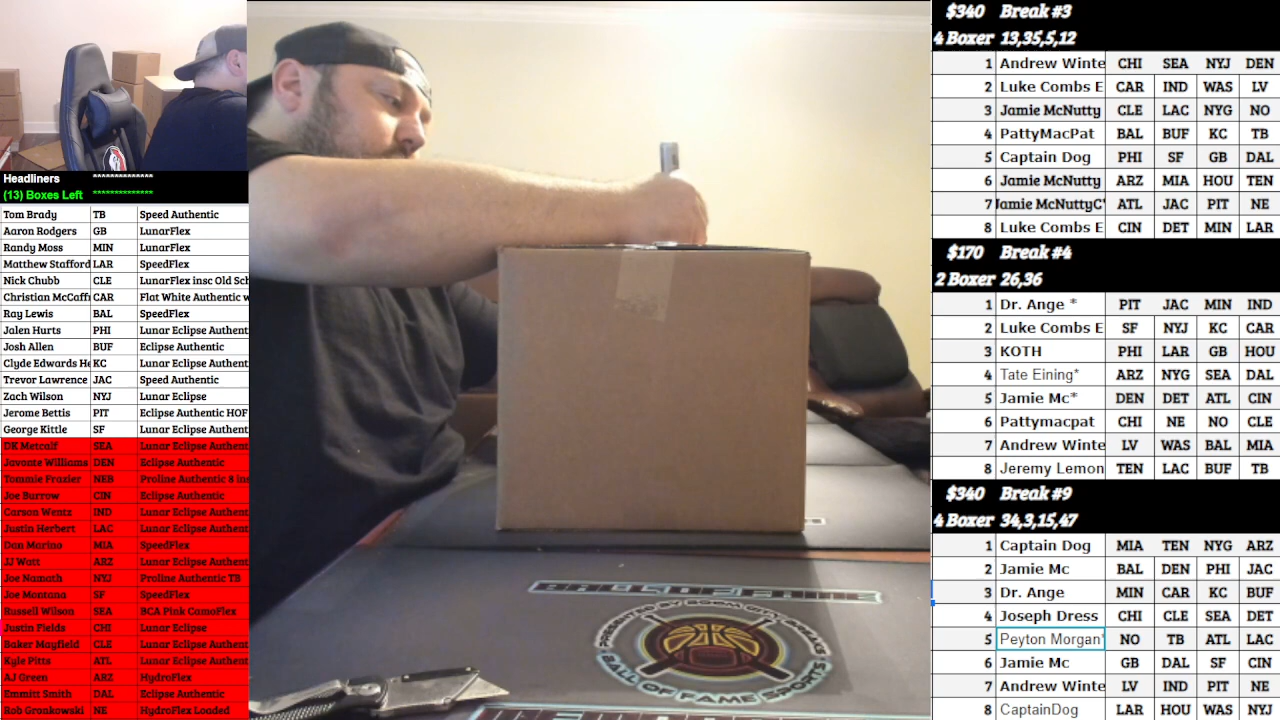 Headliners *************
(13) Boxes Left *************
Tom Brady TB Speed Authentic
Aaron Rodgers GB LunarFlex
Randy Moss MIN LunarFlex
Matthew Stafford LAR SpeedFlex
Nick Chubb CLE LunarFlex insc Old Sch
Christian McCaffr CAR Flat White Authentic w
Ray Lewis BAL SpeedFlex
Jalen Hurts PHI Lunar Eclipse Authent
Josh Allen BUF Eclipse Authentic
Clyde Edwards He KC Lunar Eclipse Authent
Trevor Lawrence JAC Speed Authentic
Zach Wilson NYJ Lunar Eclipse
Jerome Bettis PIT Eclipse Authentic HOF
George Kittle SF Lunar Eclipse Authent
DK Metcalf SEA Lunar Eclipse Authent
Javonte Williams DEN Eclipse Authentic
Tommie Frazier NEB Proline Authentic 8 ins
Joe Burrow CIN Eclipse Authentic
Carson Wentz IND Lunar Eclipse Authent
Justin Herbert LAC Lunar Eclipse Authent
Dan Marino MIA SpeedFlex
JJ Watt ARZ Lunar Eclipse Authent
Joe Namath NYJ Proline Authentic TB
Joe Montana SF SpeedFlex
Russell Wilson SEA BCA Pink CamoFlex
Justin Fields CHI Lunar Eclipse
Baker Mayfield CLE Lunar Eclipse Authent
Kyle Pitts ATL Lunar Eclipse Authent
AJ Green ARZ HydroFlex
Emmitt Smith DAL Eclipse Authentic
Rob Gronkowski NE HydroFlex Loaded
BALL OF FAME
PRESENTED BY BOOM CITY BREAKS
BALL OF FAME SPORTS
$340 Break #3
4 Boxer 13,35,5,12
1 Andrew Winte CHI SEA NYJ DEN
2 Luke Combs E CAR IND WAS LV
3 Jamie McNutty CLE LAC NYG NO
4 PattyMacPat BAL BUF KC TB
5 Captain Dog PHI SF GB DAL
6 Jamie McNutty ARZ MIA HOU TEN
7 Jamie McNuttyC' ATL JAC PIT NE
8 Luke Combs E CIN DET MIN LAR
$170 Break #4
2 Boxer 26,36
1 Dr. Ange * PIT JAC MIN IND
2 Luke Combs E SF NYJ KC CAR
3 KOTH PHI LAR GB HOU
4 Tate Eining* ARZ NYG SEA DAL
5 Jamie Mc* DEN DET ATL CIN
6 Pattymacpat CHI NE NO CLE
7 Andrew Winte LV WAS BAL MIA
8 Jeremy Lemon TEN LAC BUF TB
$340 Break #9
4 Boxer 34,3,15,47
1 Captain Dog MIA TEN NYG ARZ
2 Jamie Mc BAL DEN PHI JAC
3 Dr. Ange MIN CAR KC BUF
4 Joseph Dress CHI CLE SEA DET
5 Peyton Morgan* NO TB ATL LAC
6 Jamie Mc GB DAL SF CIN
7 Andrew Winte LV IND PIT NE
8 CaptainDog LAR HOU WAS NYJ